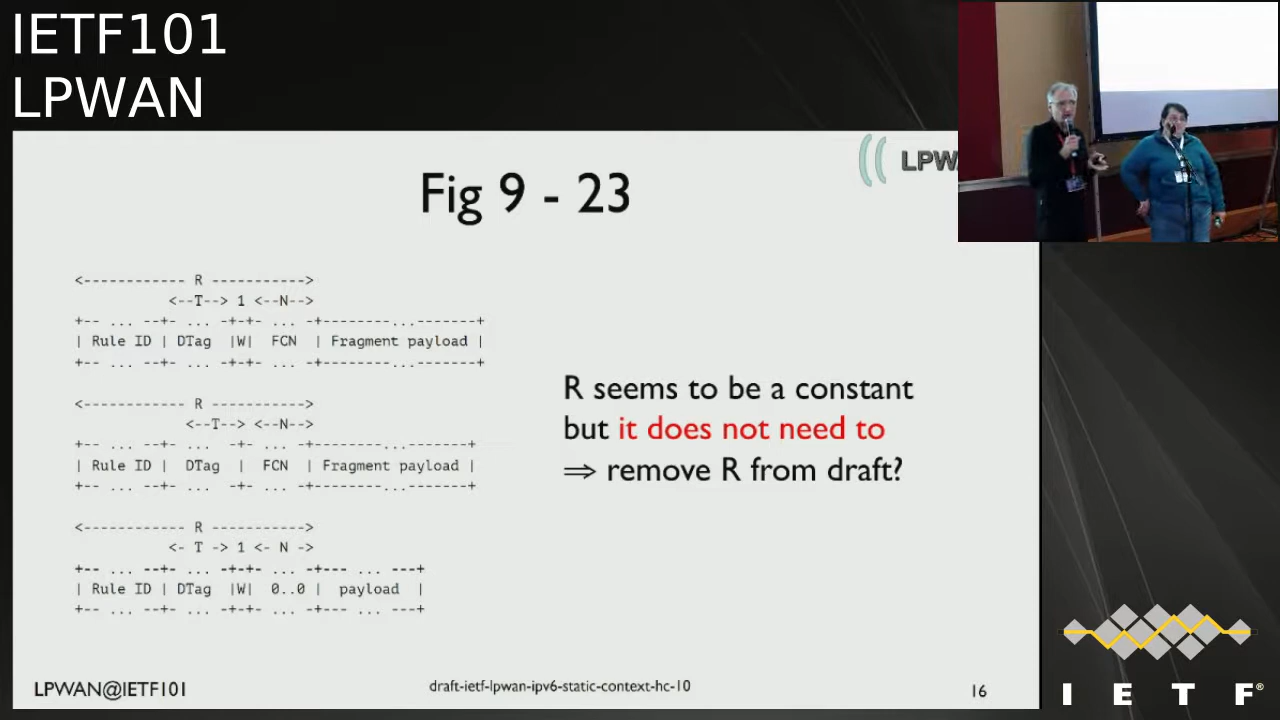 IETF101
LPWAN
LPW
Fig 9 - 23
<------------ R ----------->
<--T--> 1 <--N-->
+-- ... --+- ... -+-+- ... -+--------...-------+
| Rule ID | DTag |W| FCN | Fragment payload |
+-- ... --+- ... -+-+- ... -+--------...-------+
<------------ R ----------->
<--T--> <--N-->
+-- ... --+- ... -+- ... -+--------...-------+
| Rule ID | DTag | FCN | Fragment payload |
+-- ... --+- ... -+- ... -+--------...-------+
<------------ R ----------->
<- T -> 1 <- N ->
+-- ... --+- ... -+-+- ... -+--- ... ---+
| Rule ID | DTag |W| 0..0 | payload |
+-- ... --+- ... -+-+- ... -+--- ... ---+
R seems to be a constant
but it does not need to
⇒ remove R from draft?
LPWAN@IETF101
draft-ietf-lpwan-ipv6-static-context-hc-10
16
I E T F®